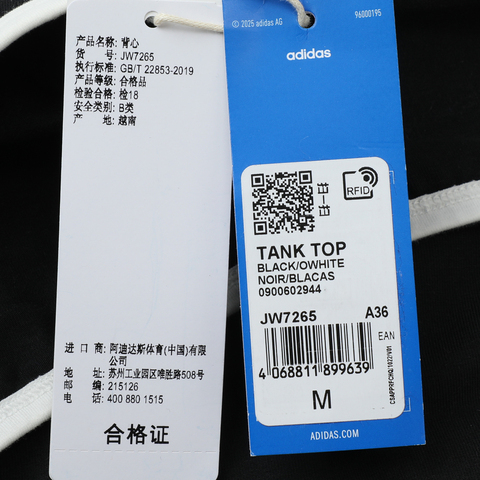 产品名称: 背心
货 号: JW7265
执行标准: GB/T 22853-2019
产品等级: 合格品
检验合格: 检18
安全类别: B类
产 地: 越南
进 口 商: 阿迪达斯体育(中国)有限
公司
地 址: 苏州工业园区唯胜路508号
邮 编: 215126
电 话: 400 880 1515
合格证
© 2025 adidas AG
96000195
adidas
RFID
TANK TOP
BLACK/OWHITE
NOIR/BLACAS
0900602944
JW7265 A36
EAN
4 068811 899639
M
ADIDAS.COM